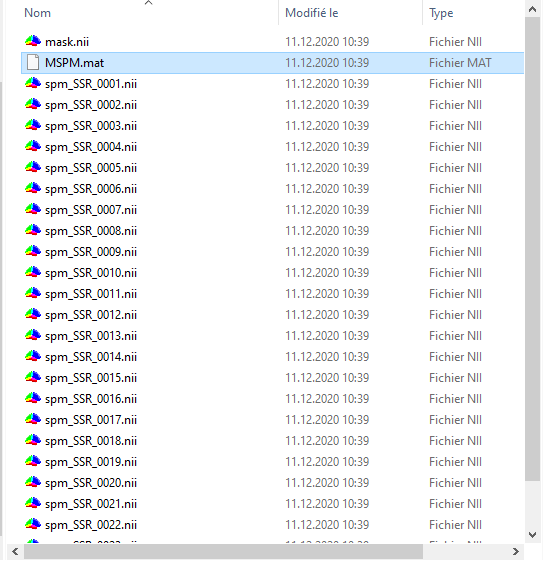 Nom Modifié le Type
mask.nii 11.12.2020 10:39 Fichier NII
MSPM.mat 11.12.2020 10:39 Fichier MAT
spm_SSR_0001.nii 11.12.2020 10:39 Fichier NII
spm_SSR_0002.nii 11.12.2020 10:39 Fichier NII
spm_SSR_0003.nii 11.12.2020 10:39 Fichier NII
spm_SSR_0004.nii 11.12.2020 10:39 Fichier NII
spm_SSR_0005.nii 11.12.2020 10:39 Fichier NII
spm_SSR_0006.nii 11.12.2020 10:39 Fichier NII
spm_SSR_0007.nii 11.12.2020 10:39 Fichier NII
spm_SSR_0008.nii 11.12.2020 10:39 Fichier NII
spm_SSR_0009.nii 11.12.2020 10:39 Fichier NII
spm_SSR_0010.nii 11.12.2020 10:39 Fichier NII
spm_SSR_0011.nii 11.12.2020 10:39 Fichier NII
spm_SSR_0012.nii 11.12.2020 10:39 Fichier NII
spm_SSR_0013.nii 11.12.2020 10:39 Fichier NII
spm_SSR_0014.nii 11.12.2020 10:39 Fichier NII
spm_SSR_0015.nii 11.12.2020 10:39 Fichier NII
spm_SSR_0016.nii 11.12.2020 10:39 Fichier NII
spm_SSR_0017.nii 11.12.2020 10:39 Fichier NII
spm_SSR_0018.nii 11.12.2020 10:39 Fichier NII
spm_SSR_0019.nii 11.12.2020 10:39 Fichier NII
spm_SSR_0020.nii 11.12.2020 10:39 Fichier NII
spm_SSR_0021.nii 11.12.2020 10:39 Fichier NII
spm_SSR_0022.nii 11.12.2020 10:39 Fichier NII